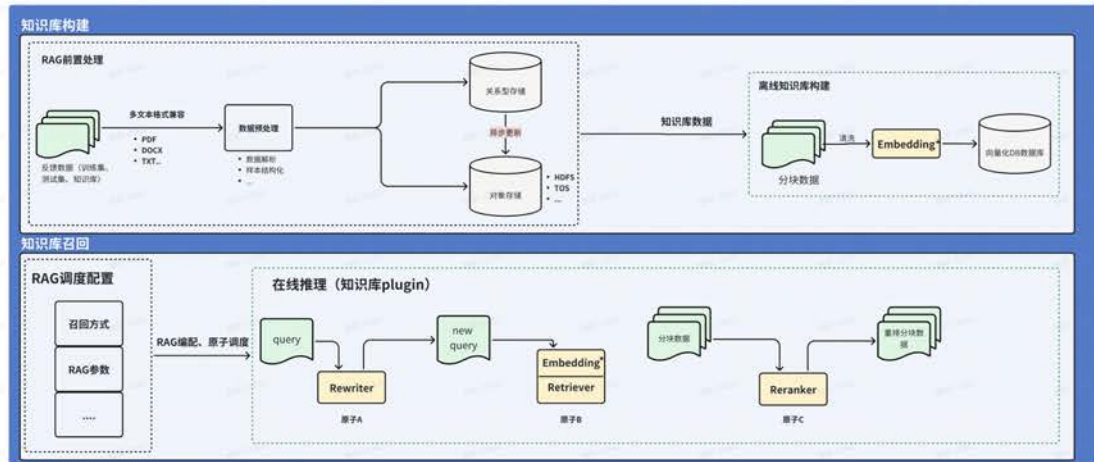 知识库构建
RAG前置处理
多文本格式兼容
• PDF
• DOCX
• TXT...
反馈数据(训练集、
测试集、知识库)
数据预处理
• 数据解析
• 样本结构化
• ...
关系型存储
异步更新
对象存储
• HDFS
• TOS
• ...
知识库数据
离线知识库构建
分块数据
清洗
Embedding*
向量化DB数据库
知识库召回
RAG调度配置
召回方式
RAG参数
....
RAG编配、原子调度
在线推理(知识库plugin)
query
Rewriter
原子A
new
query
Embedding*
Retriever
原子B
分块数据
Reranker
原子C
重排分块数
据